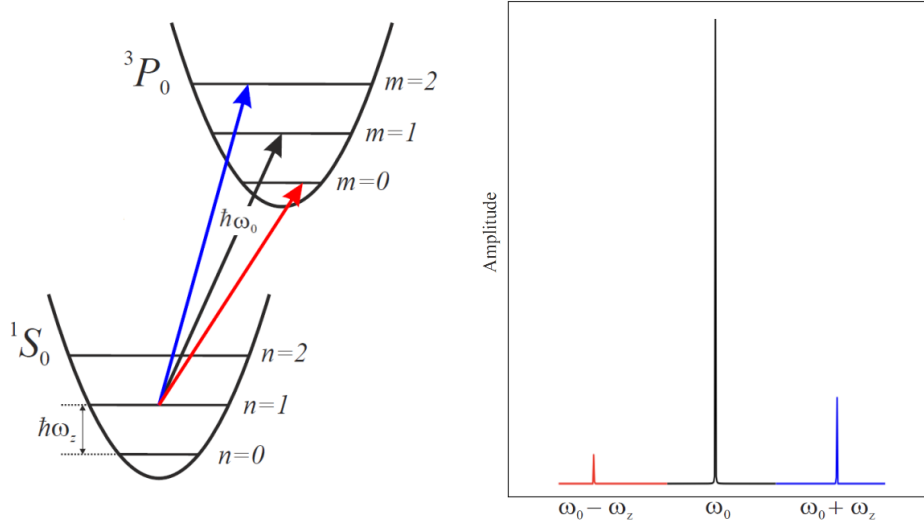 ³P₀
m=2
m=1
m=0
ħω₀
¹S₀
n=2
n=1
n=0
ħω_z
Amplitude
ω₀ − ω_z
ω₀
ω₀ + ω_z